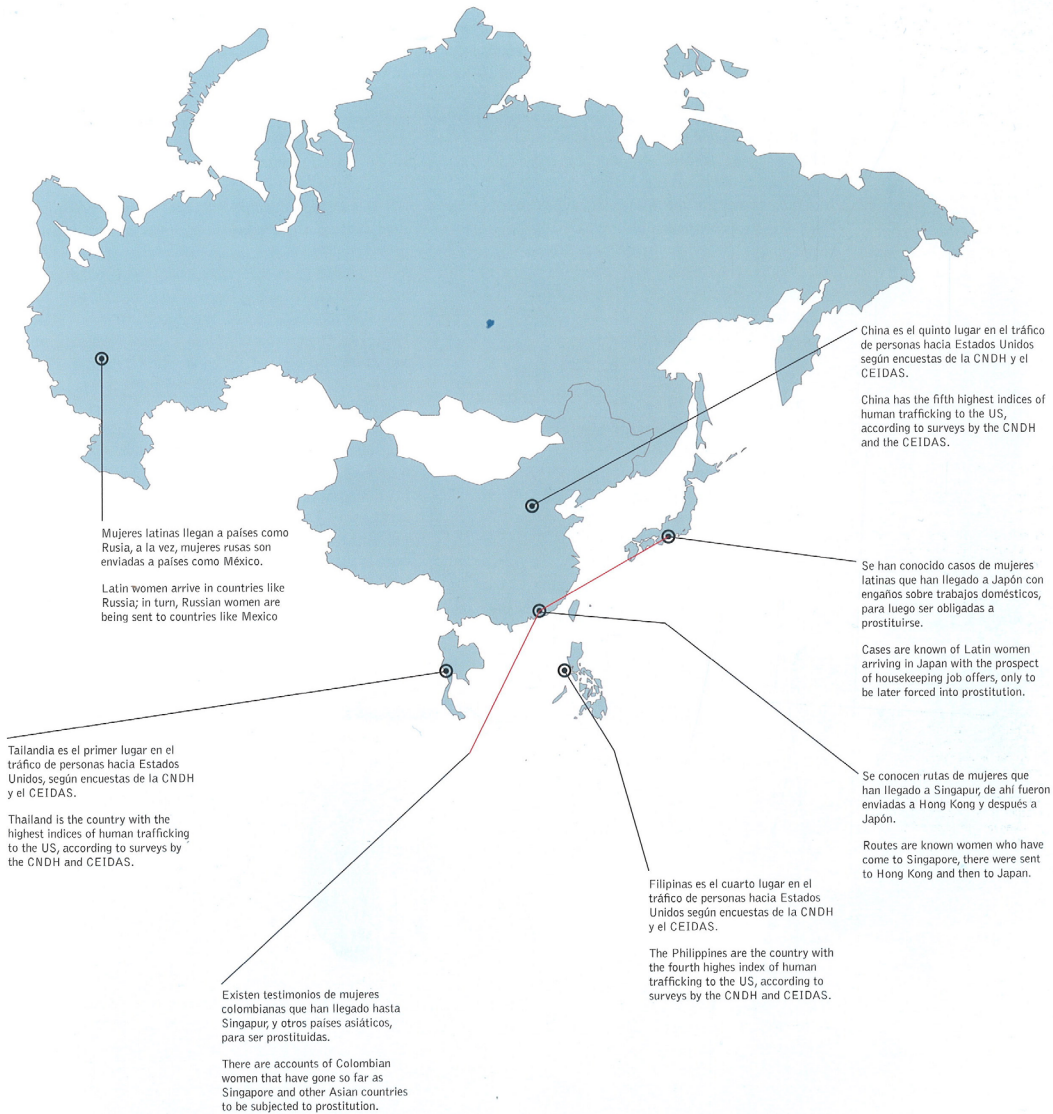 China es el quinto lugar en el tráfico
de personas hacia Estados Unidos
según encuestas de la CNDH y el
CEIDAS.
China has the fifth highest indices of
human trafficking to the US,
according to surveys by the CNDH
and the CEIDAS.
Mujeres latinas llegan a países como
Rusia, a la vez, mujeres rusas son
enviadas a países como México.
Latin women arrive in countries like
Russia; in turn, Russian women are
being sent to countries like Mexico
Se han conocido casos de mujeres
latinas que han llegado a Japón con
engaños sobre trabajos domésticos,
para luego ser obligadas a
prostituirse.
Cases are known of Latin women
arriving in Japan with the prospect
of housekeeping job offers, only to
be later forced into prostitution.
Tailandia es el primer lugar en el
tráfico de personas hacia Estados
Unidos, según encuestas de la CNDH
y el CEIDAS.
Thailand is the country with the
highest indices of human trafficking
to the US, according to surveys by
the CNDH and CEIDAS.
Se conocen rutas de mujeres que
han llegado a Singapur, de ahí fueron
enviadas a Hong Kong y después a
Japón.
Routes are known women who have
come to Singapore, there were sent
to Hong Kong and then to Japan.
Filipinas es el cuarto lugar en el
tráfico de personas hacia Estados
Unidos según encuestas de la CNDH
y el CEIDAS.
The Philippines are the country with
the fourth highes index of human
trafficking to the US, according to
surveys by the CNDH and CEIDAS.
Existen testimonios de mujeres
colombianas que han llegado hasta
Singapur, y otros países asiáticos,
para ser prostituidas.
There are accounts of Colombian
women that have gone so far as
Singapore and other Asian countries
to be subjected to prostitution.